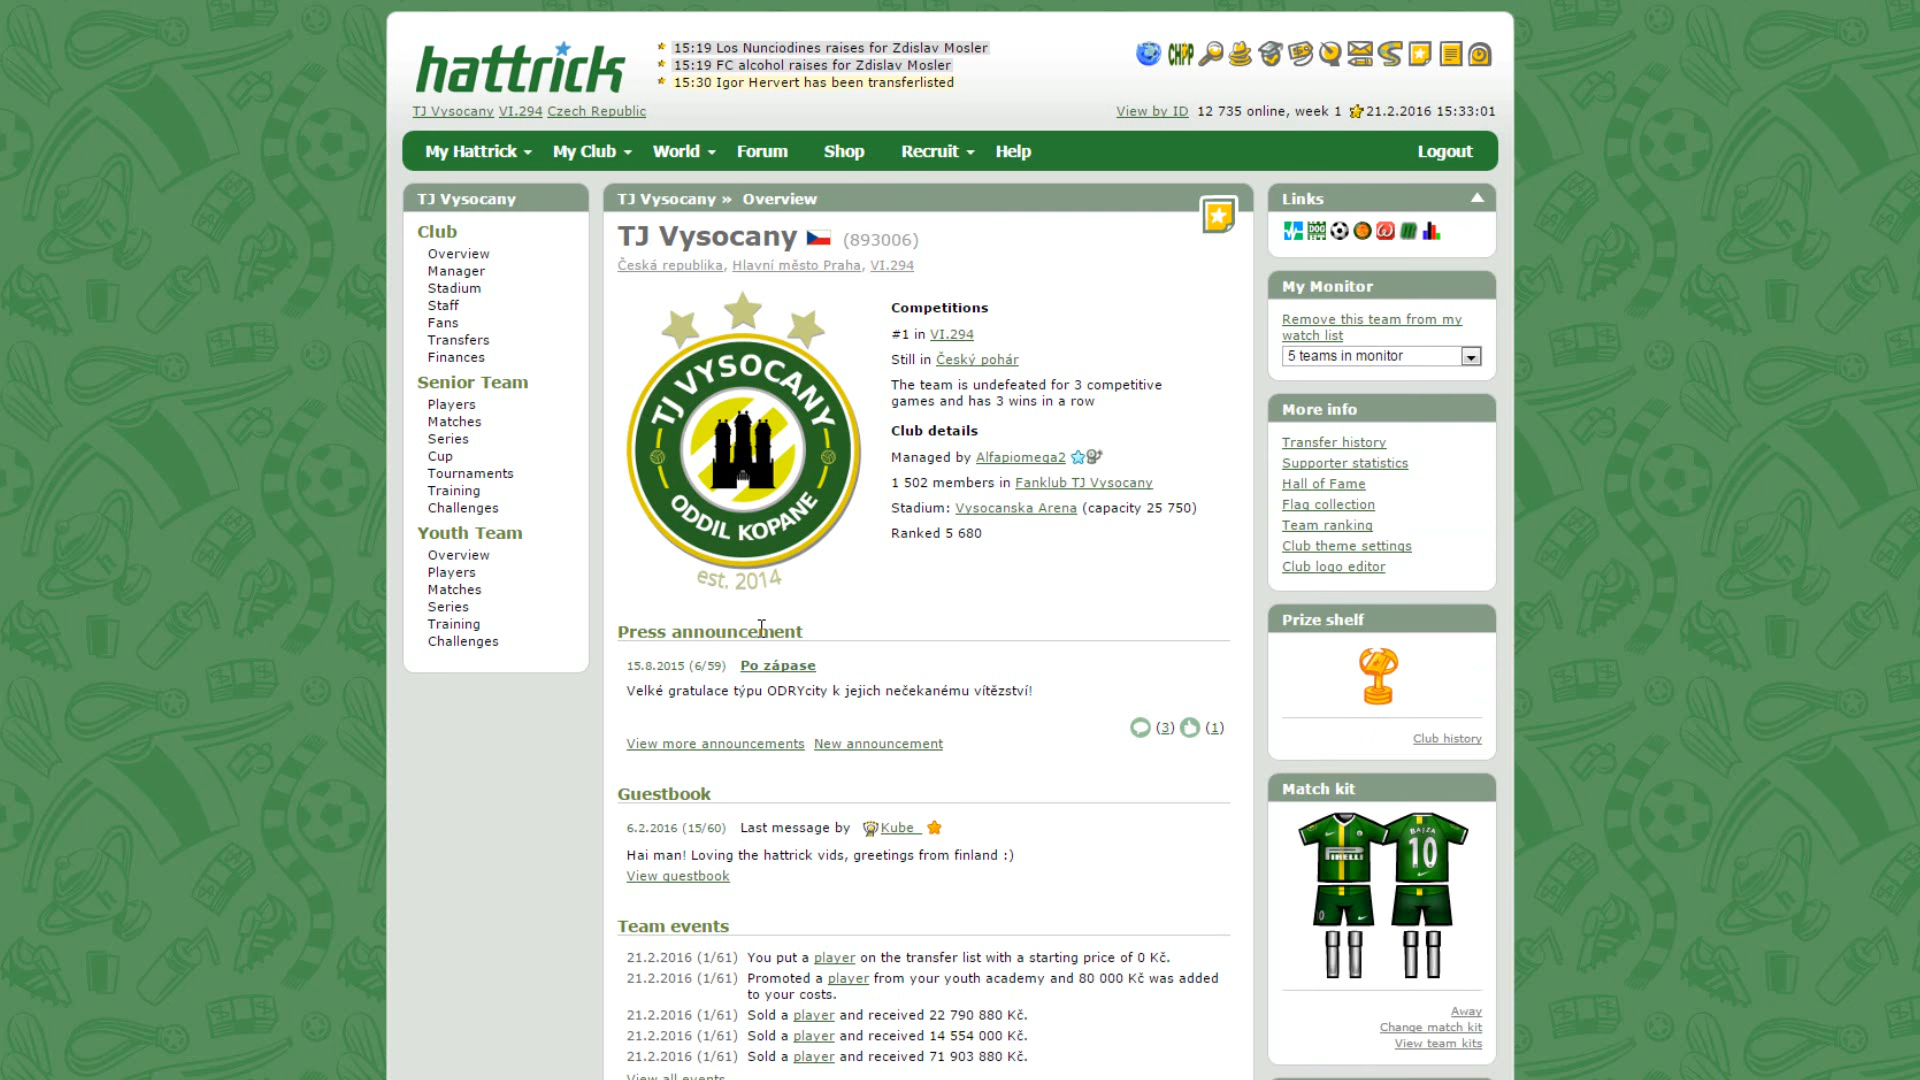 hattrick
15:19 Los Nunciodines raises for Zdislav Mosler
15:19 FC alcohol raises for Zdislav Mosler
15:30 Igor Hervert has been transferlisted
CHPP
TJ Vysocany VI.294 Czech Republic
View by ID 12 735 online, week 1 21.2.2016 15:33:01
My Hattrick My Club World Forum Shop Recruit Help Logout
TJ Vysocany
Club
Overview
Manager
Stadium
Staff
Fans
Transfers
Finances
Senior Team
Players
Matches
Series
Cup
Tournaments
Training
Challenges
Youth Team
Overview
Players
Matches
Series
Training
Challenges
TJ Vysocany » Overview
TJ Vysocany (893006)
Česká republika, Hlavní město Praha, VI.294
TJ VYSOCANY
ODDIL KOPANE
est. 2014
Competitions
#1 in VI.294
Still in Český pohár
The team is undefeated for 3 competitive
games and has 3 wins in a row
Club details
Managed by Alfapiomega2
1 502 members in Fanklub TJ Vysocany
Stadium: Vysocanska Arena (capacity 25 750)
Ranked 5 680
Press announcement
15.8.2015 (6/59) Po zápase
Velké gratulace týpu ODRYcity k jejich nečekanému vítězství!
(3) (1)
View more announcements New announcement
Guestbook
6.2.2016 (15/60) Last message by Kube_
Hai man! Loving the hattrick vids, greetings from finland :)
View guestbook
Team events
21.2.2016 (1/61) You put a player on the transfer list with a starting price of 0 Kč.
21.2.2016 (1/61) Promoted a player from your youth academy and 80 000 Kč was added
to your costs.
21.2.2016 (1/61) Sold a player and received 22 790 880 Kč.
21.2.2016 (1/61) Sold a player and received 14 554 000 Kč.
21.2.2016 (1/61) Sold a player and received 71 903 880 Kč.
View all events
Links
DOG
HT
My Monitor
Remove this team from my
watch list
5 teams in monitor
More info
Transfer history
Supporter statistics
Hall of Fame
Flag collection
Team ranking
Club theme settings
Club logo editor
Prize shelf
Club history
Match kit
PIRELLI
10
Away
Change match kit
View team kits